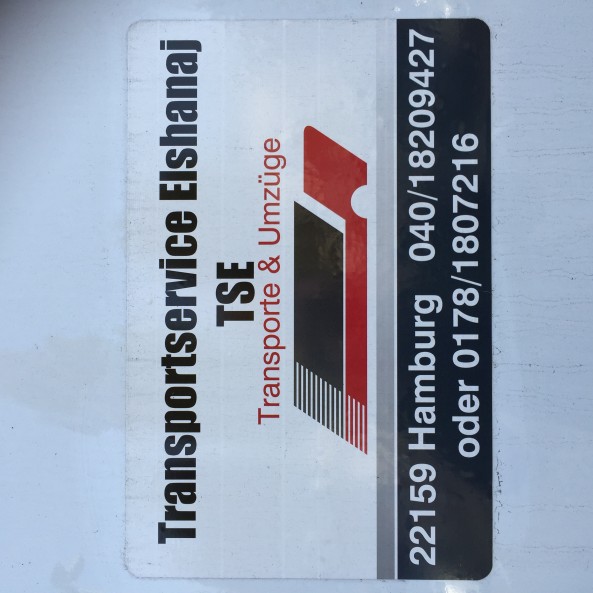 Transportservice Elshanaj
TSE
Transporte & Umzüge
22159 Hamburg 040/18209427
oder 0178/1807216